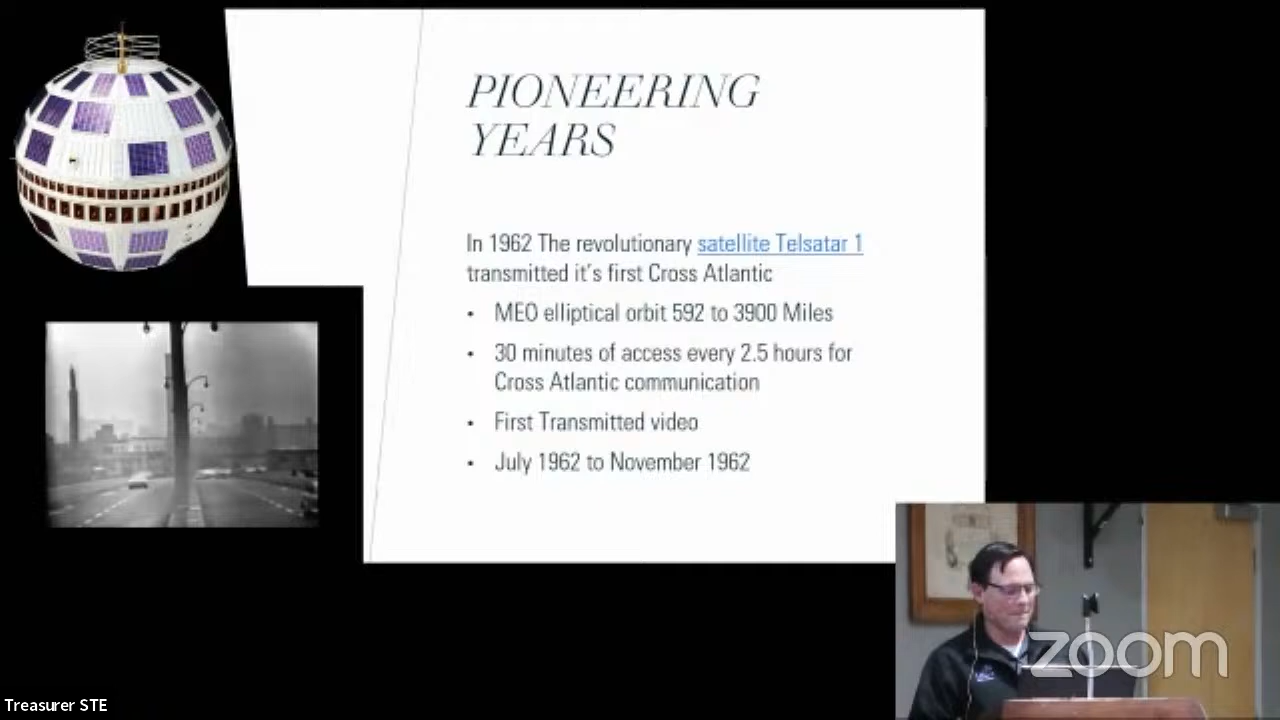 PIONEERING
YEARS
In 1962 The revolutionary satellite Telsatar 1
transmitted it's first Cross Atlantic
• MEO elliptical orbit 592 to 3900 Miles
• 30 minutes of access every 2.5 hours for
Cross Atlantic communication
• First Transmitted video
• July 1962 to November 1962
zoom
Treasurer STE